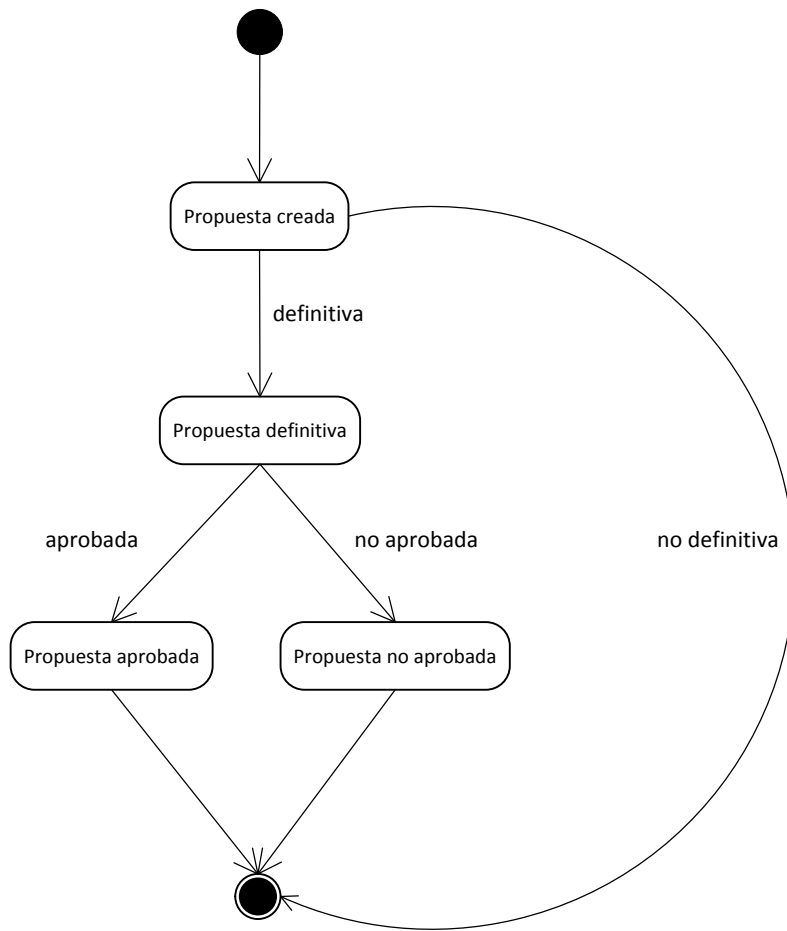 Propuesta creada
definitiva
Propuesta definitiva
aprobada
no aprobada
no definitiva
Propuesta aprobada
Propuesta no aprobada